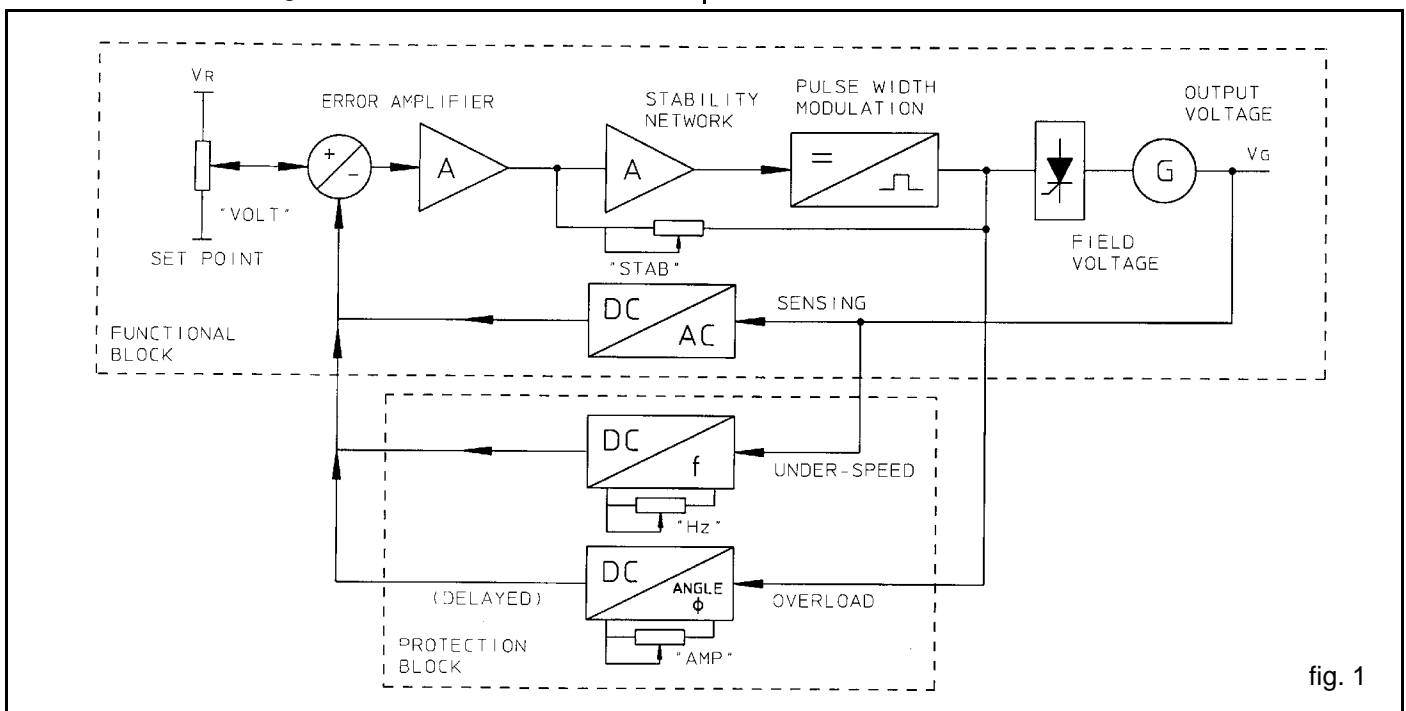 VR
ERROR AMPLIFIER
STABILITY
NETWORK
PULSE WIDTH
MODULATION
OUTPUT
VOLTAGE
+
-
A
A
=
G
VG
"VOLT"
SET POINT
"STAB"
FIELD
VOLTAGE
DC
AC
SENSING
FUNCTIONAL
BLOCK
DC
f
UNDER-SPEED
"Hz"
DC
ANGLE
ϕ
(DELAYED)
OVERLOAD
"AMP"
PROTECTION
BLOCK
fig. 1